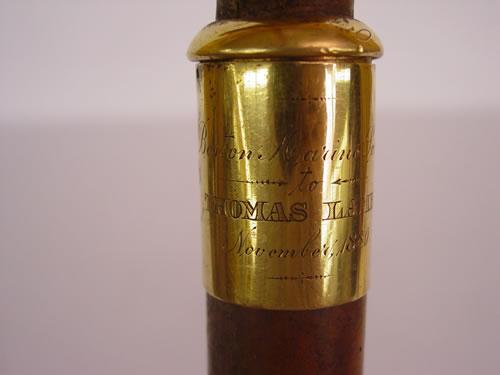 Boston Marine
to
THOMAS
November,